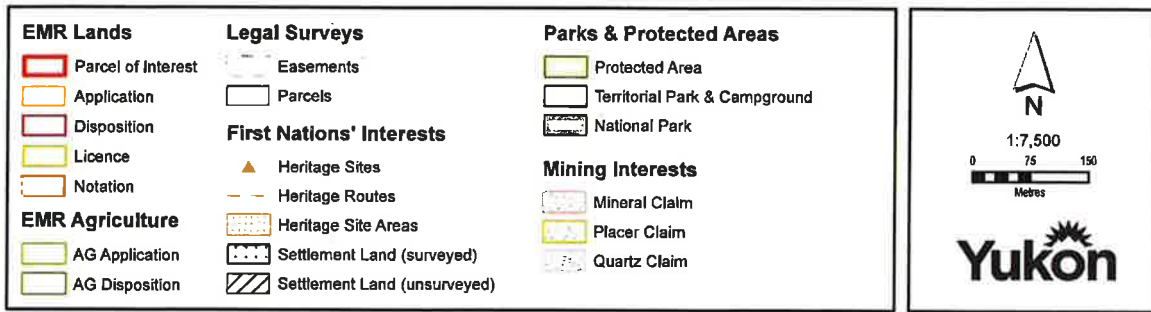 EMR Lands
Parcel of Interest
Application
Disposition
Licence
Notation
EMR Agriculture
AG Application
AG Disposition
Legal Surveys
Easements
Parcels
First Nations' Interests
Heritage Sites
Heritage Routes
Heritage Site Areas
Settlement Land (surveyed)
Settlement Land (unsurveyed)
Parks & Protected Areas
Protected Area
Territorial Park & Campground
National Park
Mining Interests
Mineral Claim
Placer Claim
Quartz Claim
N
1:7,500
0 75 150
Metres
Yukon